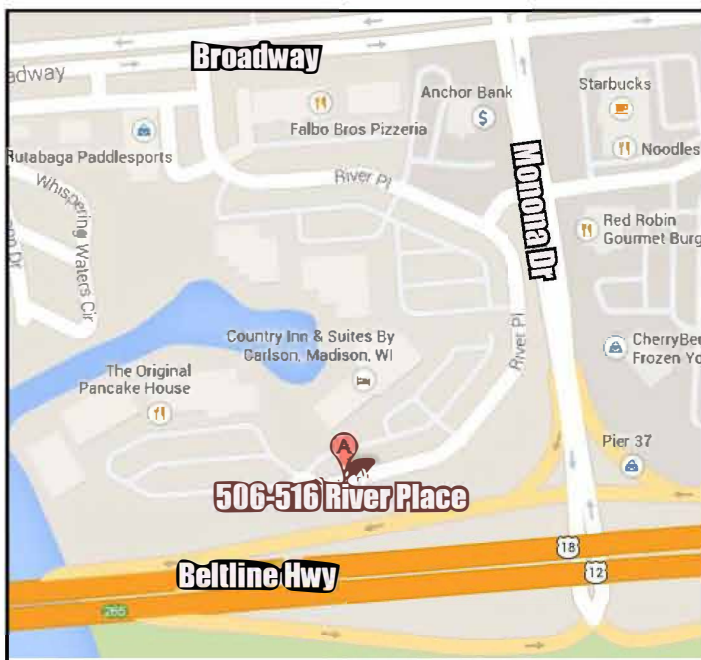 Broadway
adway
Anchor Bank
$
Starbucks
Falbo Bros Pizzeria
Noodles
Rutabaga Paddlesports
River Pl
Monona Dr
Whispering Waters Cir
Red Robin
Gourmet Burg
River Pl
Country Inn & Suites By
Carlson, Madison, WI
CherryBer
Frozen Yo
The Original
Pancake House
Pier 37
A
506-516 River Place
18
Beltline Hwy
12
265